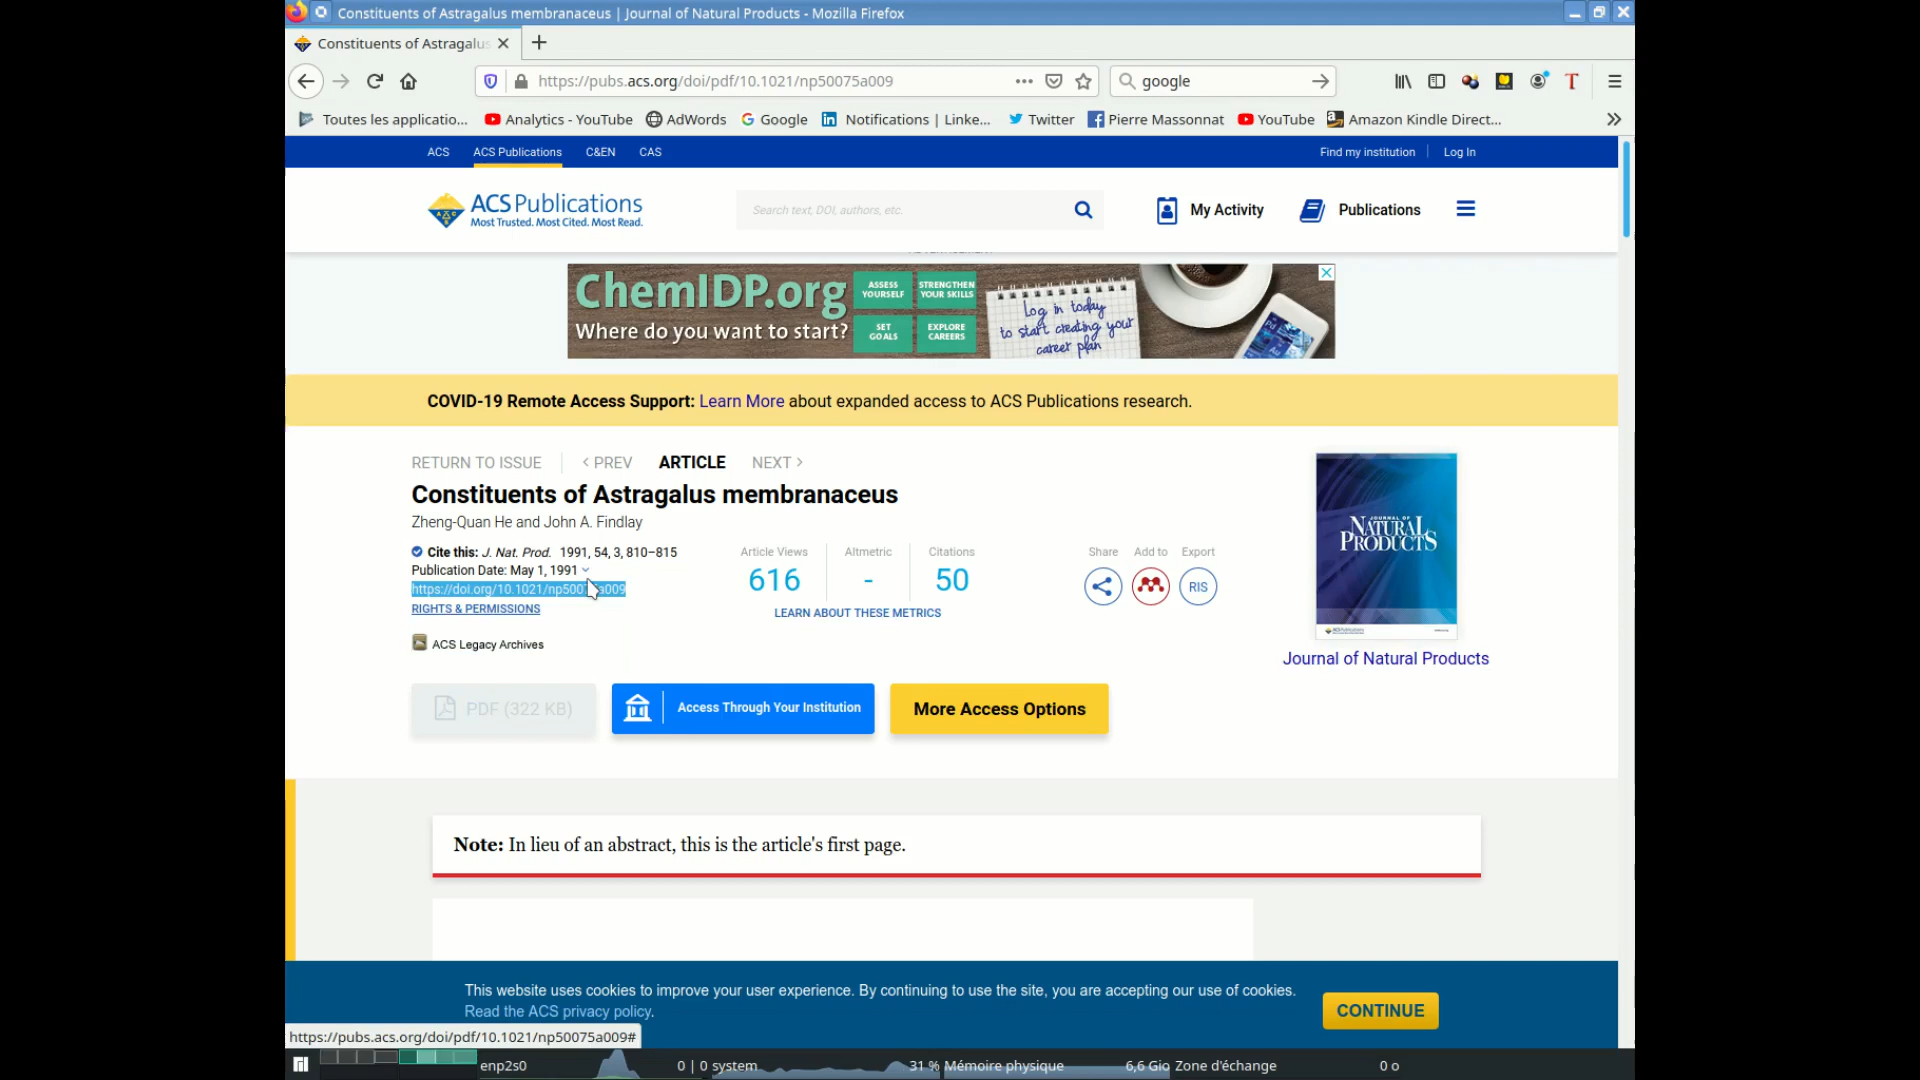 Constituents of Astragalus membranaceus | Journal of Natural Products - Mozilla Firefox
Constituents of Astragalus
https://pubs.acs.org/doi/pdf/10.1021/np50075a009
google
Toutes les applicatio...
Analytics - YouTube
AdWords
Google
Notifications | Linke...
Twitter
Pierre Massonnat
YouTube
Amazon Kindle Direct...
ACS
ACS Publications
C&EN
CAS
Find my institution
Log In
ACS Publications
Most Trusted. Most Cited. Most Read.
Search text, DOI, authors, etc.
My Activity
Publications
ChemIDP.org
Where do you want to start?
ASSESS YOURSELF
STRENGTHEN YOUR SKILLS
SET GOALS
EXPLORE CAREERS
Log in today
to start creating your
career plan
COVID-19 Remote Access Support: Learn More about expanded access to ACS Publications research.
RETURN TO ISSUE
< PREV
ARTICLE
NEXT >
Constituents of Astragalus membranaceus
Zheng-Quan He and John A. Findlay
Cite this: J. Nat. Prod. 1991, 54, 3, 810–815
Publication Date: May 1, 1991
https://doi.org/10.1021/np50075a009
RIGHTS & PERMISSIONS
ACS Legacy Archives
Article Views
616
Altmetric
-
Citations
50
LEARN ABOUT THESE METRICS
Share
Add to
Export
RIS
JOURNAL OF
NATURAL
PRODUCTS
Journal of Natural Products
PDF (322 KB)
Access Through Your Institution
More Access Options
Note: In lieu of an abstract, this is the article's first page.
This website uses cookies to improve your user experience. By continuing to use the site, you are accepting our use of cookies.
Read the ACS privacy policy.
CONTINUE
https://pubs.acs.org/doi/pdf/10.1021/np50075a009#
enp2s0
0 | 0 system
31 % Mémoire physique
6,6 Gio Zone d'échange
0 o